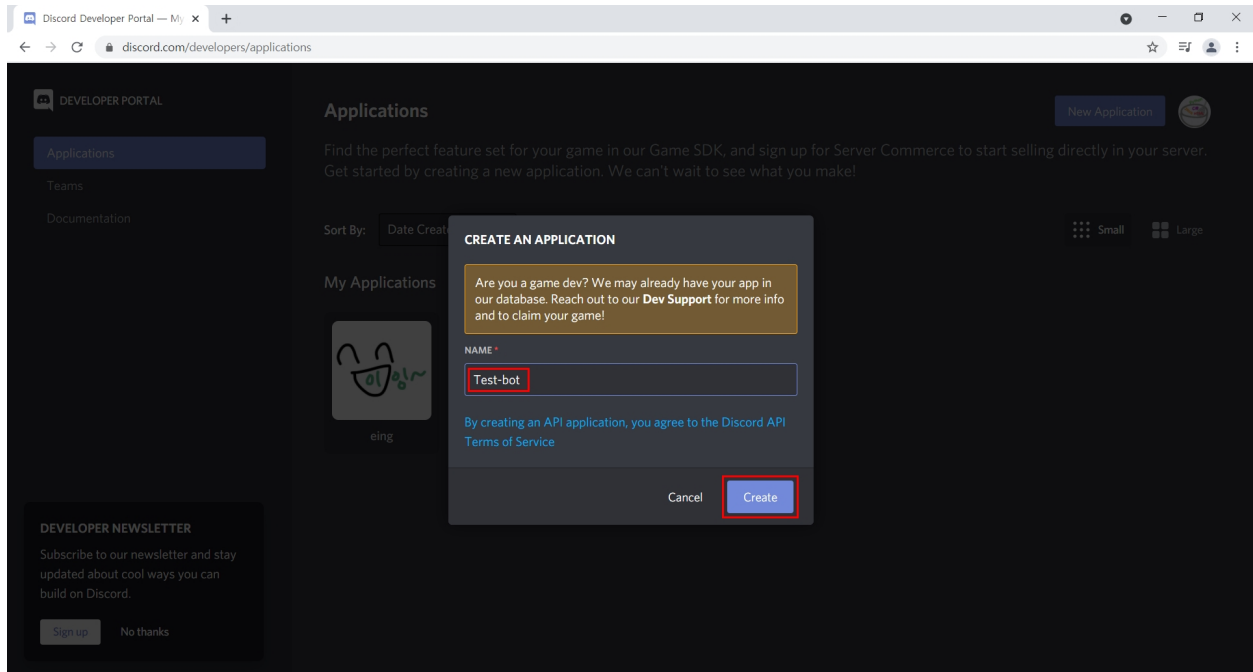 Discord Developer Portal — My
discord.com/developers/applications
DEVELOPER PORTAL
Applications
Teams
Documentation
Applications
New Application
Find the perfect feature set for your game in our Game SDK, and sign up for Server Commerce to start selling directly in your server.
Get started by creating a new application. We can't wait to see what you make!
Sort By:
Date Creat
Small
Large
My Applications
이잉~
eing
CREATE AN APPLICATION
Are you a game dev? We may already have your app in
our database. Reach out to our Dev Support for more info
and to claim your game!
NAME *
Test-bot
By creating an API application, you agree to the Discord API
Terms of Service
Cancel
Create
DEVELOPER NEWSLETTER
Subscribe to our newsletter and stay
updated about cool ways you can
build on Discord.
Sign up
No thanks